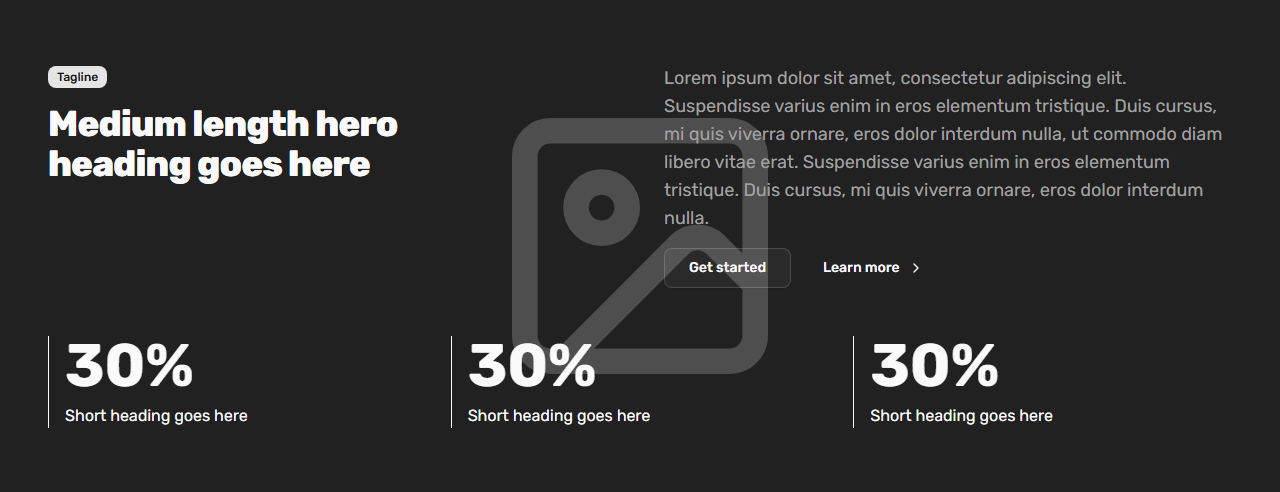 Tagline
Medium length hero
heading goes here
Lorem ipsum dolor sit amet, consectetur adipiscing elit.
Suspendisse varius enim in eros elementum tristique. Duis cursus,
mi quis viverra ornare, eros dolor interdum nulla, ut commodo diam
libero vitae erat. Suspendisse varius enim in eros elementum
tristique. Duis cursus, mi quis viverra ornare, eros dolor interdum
nulla.
Get started
Learn more
30%
Short heading goes here
30%
Short heading goes here
30%
Short heading goes here